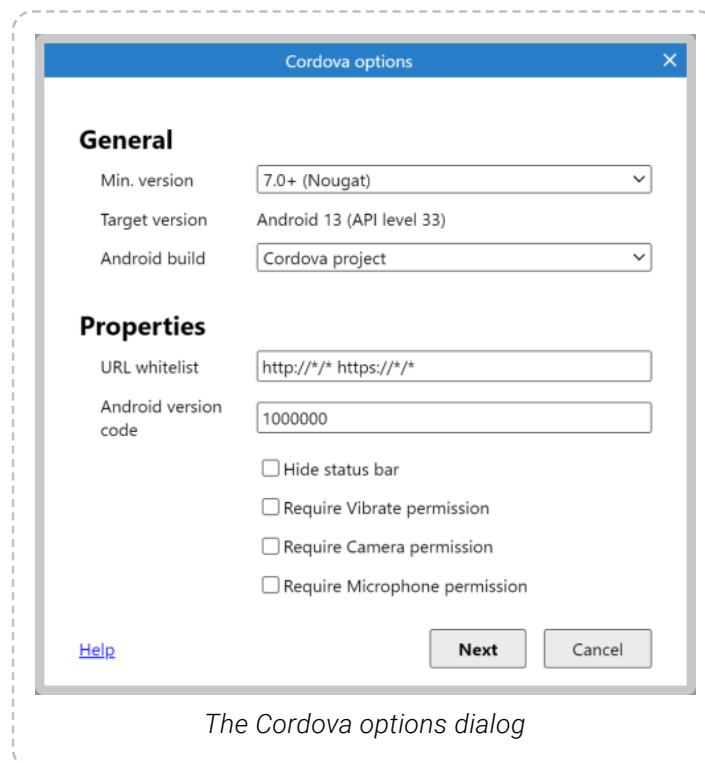 Cordova options
General
Min. version
7.0+ (Nougat)
Target version
Android 13 (API level 33)
Android build
Cordova project
Properties
URL whitelist
http://*/* https://*/*
Android version
code
1000000
Hide status bar
Require Vibrate permission
Require Camera permission
Require Microphone permission
Help
Next
Cancel
The Cordova options dialog